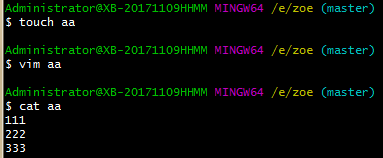 Administrator@XB-20171109HHMM MINGW64 /e/zoe (master)
$ touch aa
Administrator@XB-20171109HHMM MINGW64 /e/zoe (master)
$ vim aa
Administrator@XB-20171109HHMM MINGW64 /e/zoe (master)
$ cat aa
111
222
333